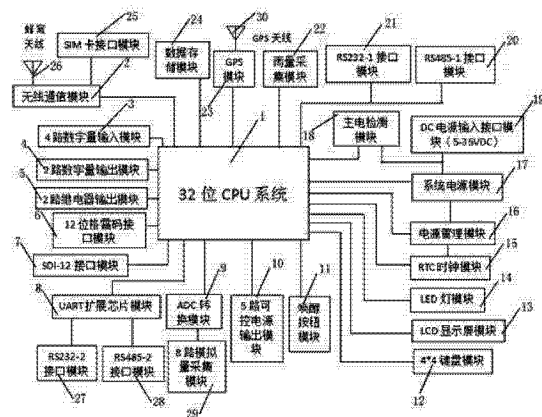 25
蜂窝
天线
SIM 卡接口模块
26
2
无线通信模块
24
数据存
储模块
30
GPS 天线
GPS
模块
23
22
雨量采
集模块
21
RS232-1 接口
模块
20
RS485-1 接口
模块
3
4 路数字量输入模块
4
2 路数字量输出模块
5
2 路继电器输出模块
6
12 位格雷码接
口模块
7
SDI-12 接口模块
1
32 位 CPU 系统
18
主电检测
模块
19
DC 电源输入接口模
块(5-35VDC)
17
系统电源模块
16
电源管理模块
15
RTC 时钟模块
14
LED 灯模块
13
LCD 显示屏模块
12
4*4 键盘模块
8
UART 扩展芯片模块
9
ADC 转
换模块
10
5 路可
控电源
输出模
块
11
唤醒
按钮
模块
RS232-2
接口模块
27
RS485-2
接口模块
28
8 路模拟
量采集
模块
29